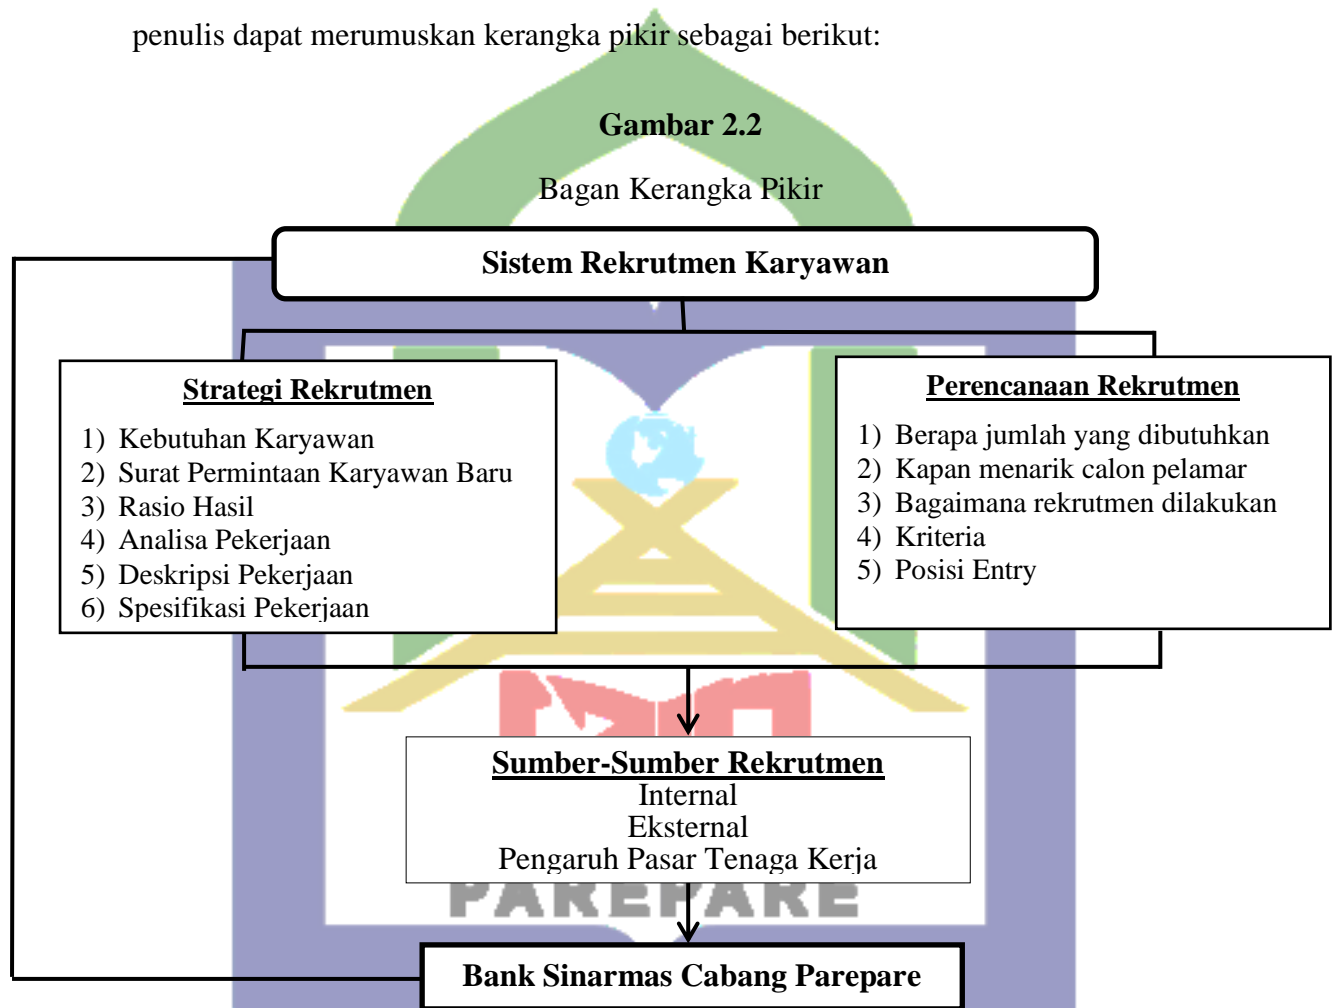 penulis dapat merumuskan kerangka pikir sebagai berikut:
Gambar 2.2
Bagan Kerangka Pikir
Sistem Rekrutmen Karyawan
Strategi Rekrutmen
1) Kebutuhan Karyawan
2) Surat Permintaan Karyawan Baru
3) Rasio Hasil
4) Analisa Pekerjaan
5) Deskripsi Pekerjaan
6) Spesifikasi Pekerjaan
Perencanaan Rekrutmen
1) Berapa jumlah yang dibutuhkan
2) Kapan menarik calon pelamar
3) Bagaimana rekrutmen dilakukan
4) Kriteria
5) Posisi Entry
Sumber-Sumber Rekrutmen
Internal
Eksternal
Pengaruh Pasar Tenaga Kerja
PAREPARE
Bank Sinarmas Cabang Parepare